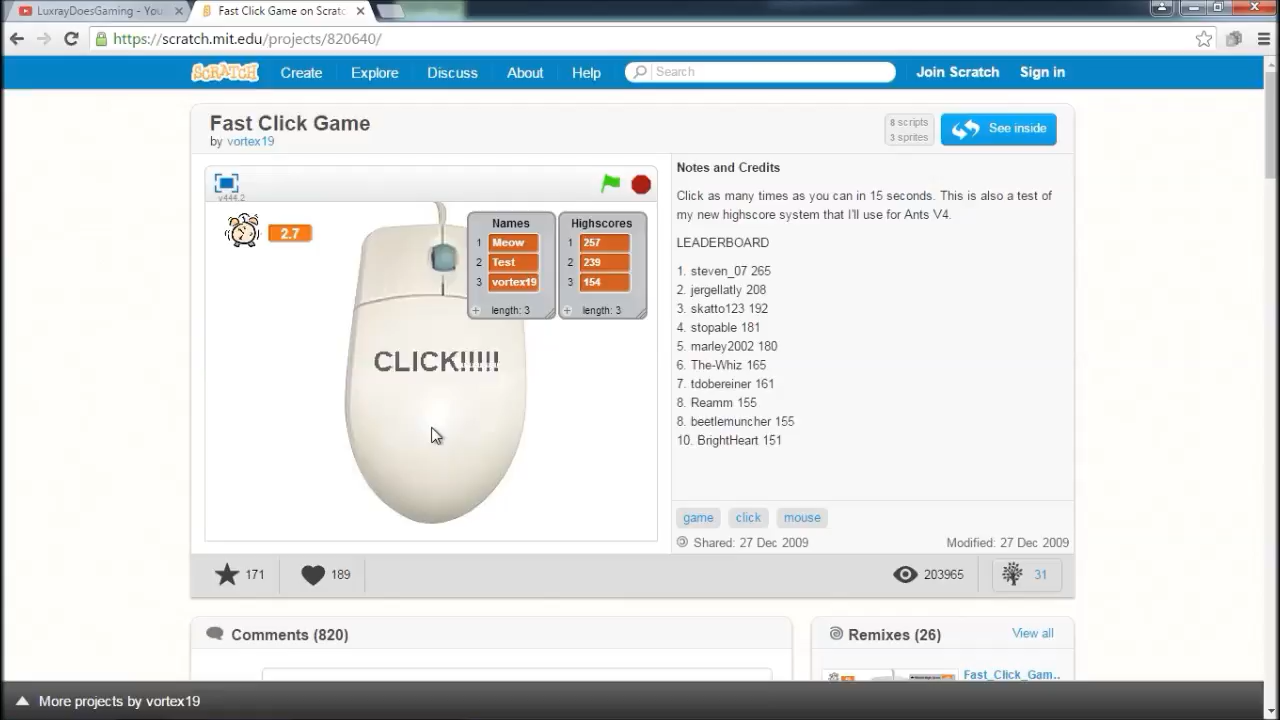 LuxrayDoesGaming - You
Fast Click Game on Scratc
https://scratch.mit.edu/projects/820640/
SCRATCH
Create
Explore
Discuss
About
Help
Search
Join Scratch
Sign in
Fast Click Game
by vortex19
8 scripts
3 sprites
See inside
v444.2
2.7
Names
1 Meow
2 Test
3 vortex19
+ length: 3
Highscores
1 257
2 239
3 154
+ length: 3
CLICK!!!!!
Notes and Credits
Click as many times as you can in 15 seconds. This is also a test of
my new highscore system that I'll use for Ants V4.
LEADERBOARD
1. steven_07 265
2. jergellatly 208
3. skatto123 192
4. stopable 181
5. marley2002 180
6. The-Whiz 165
7. tdobereiner 161
8. Reamm 155
8. beetlemuncher 155
10. BrightHeart 151
game
click
mouse
Shared: 27 Dec 2009
Modified: 27 Dec 2009
171
189
203965
31
Comments (820)
Remixes (26)
View all
Fast_Click_Gam..
More projects by vortex19